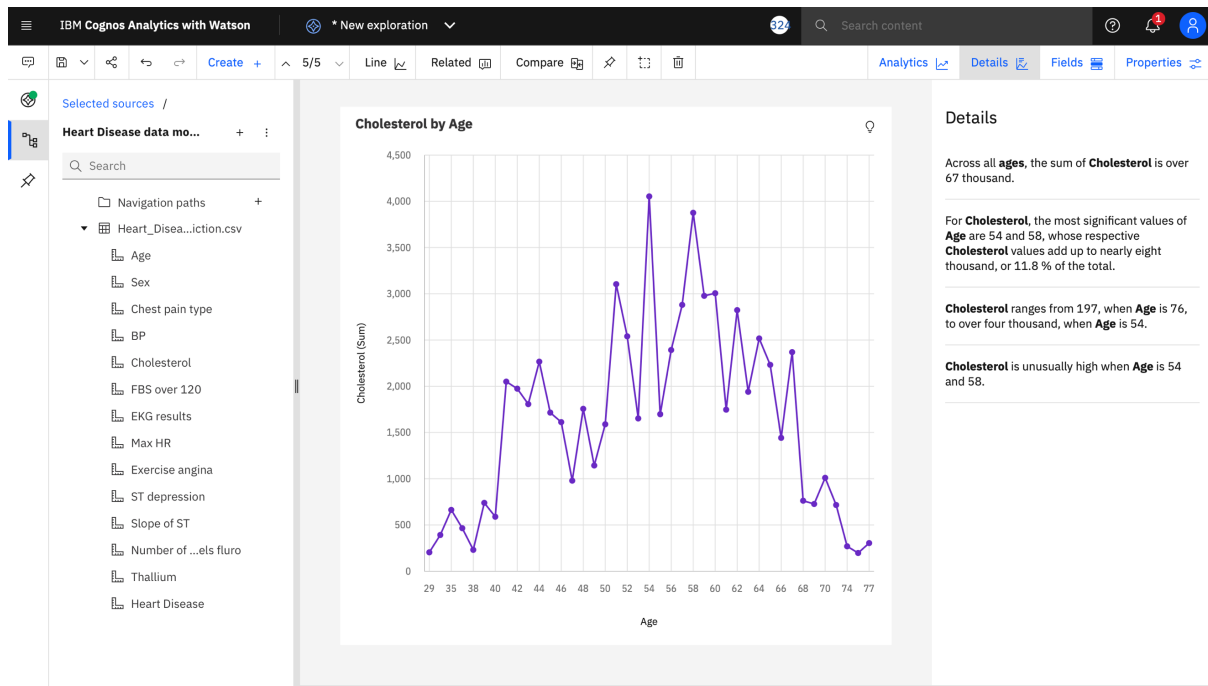 IBM Cognos Analytics with Watson
* New exploration
324
Search content
1
Create +
5/5
Line
Related
Compare
Analytics
Details
Fields
Properties
Selected sources /
Heart Disease data mo...
Search
Navigation paths
Heart_Disea...iction.csv
Age
Sex
Chest pain type
BP
Cholesterol
FBS over 120
EKG results
Max HR
Exercise angina
ST depression
Slope of ST
Number of ...els fluro
Thallium
Heart Disease
Cholesterol by Age
Cholesterol (Sum)
4,500
4,000
3,500
3,000
2,500
2,000
1,500
1,000
500
0
29 35 38 40 42 44 46 48 50 52 54 56 58 60 62 64 66 68 70 74 77
Age
Details
Across all ages, the sum of Cholesterol is over
67 thousand.
For Cholesterol, the most significant values of
Age are 54 and 58, whose respective
Cholesterol values add up to nearly eight
thousand, or 11.8 % of the total.
Cholesterol ranges from 197, when Age is 76,
to over four thousand, when Age is 54.
Cholesterol is unusually high when Age is 54
and 58.